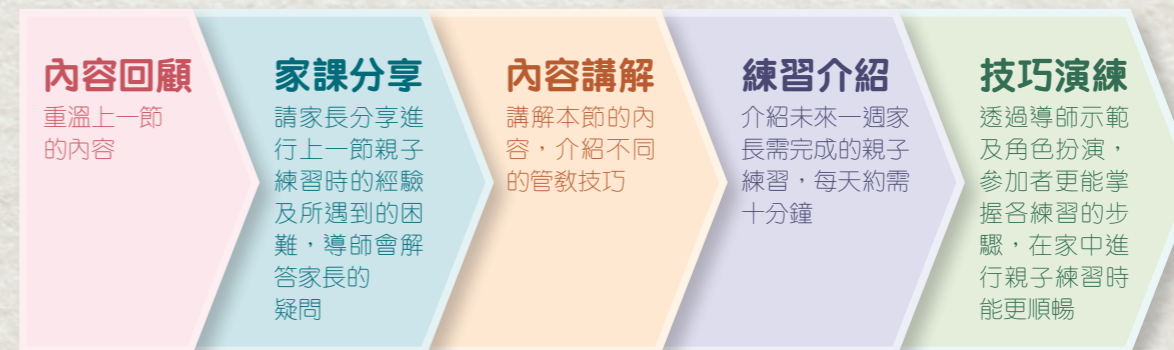 內容回顧
重溫上一節
的內容
家課分享
請家長分享進
行上一節親子
練習時的經驗
及所遇到的困
難，導師會解
答家長的
疑問
內容講解
講解本節的內
容，介紹不同
的管教技巧
練習介紹
介紹未來一週家
長需完成的親子
練習，每天約需
十分鐘
技巧演練
透過導師示範
及角色扮演，
參加者更能掌
握各練習的步
驟，在家中進
行親子練習時
能更順暢